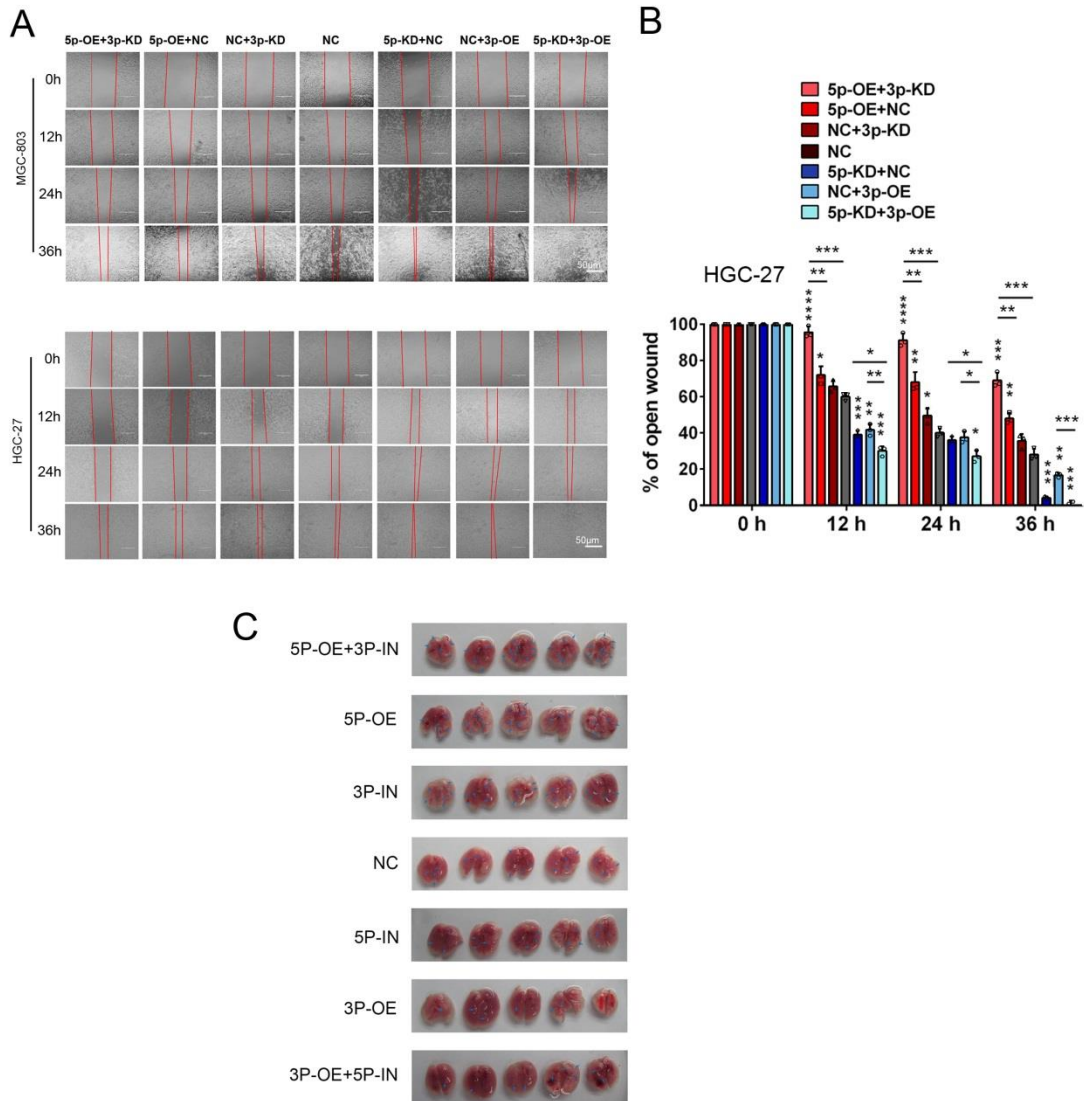 A
5p-OE+3p-KD 5p-OE+NC NC+3p-KD NC 5p-KD+NC NC+3p-OE 5p-KD+3p-OE
MGC-803
0h
12h
24h
36h
50μm
HGC-27
0h
12h
24h
36h
50μm
B
5p-OE+3p-KD
5p-OE+NC
NC+3p-KD
NC
5p-KD+NC
NC+3p-OE
5p-KD+3p-OE
HGC-27
% of open wound
100
80
60
40
20
0
0 h 12 h 24 h 36 h
C
5P-OE+3P-IN
5P-OE
3P-IN
NC
5P-IN
3P-OE
3P-OE+5P-IN